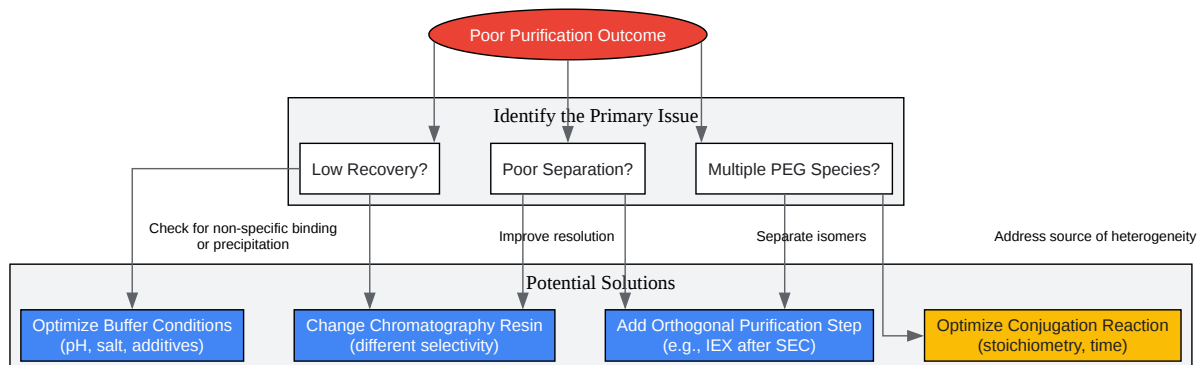 Poor Purification Outcome
Identify the Primary Issue
Low Recovery?
Poor Separation?
Multiple PEG Species?
Check for non-specific binding
or precipitation
Improve resolution
Separate isomers
Address source of heterogeneity
Potential Solutions
Optimize Buffer Conditions
(pH, salt, additives)
Change Chromatography Resin
(different selectivity)
Add Orthogonal Purification Step
(e.g., IEX after SEC)
Optimize Conjugation Reaction
(stoichiometry, time)